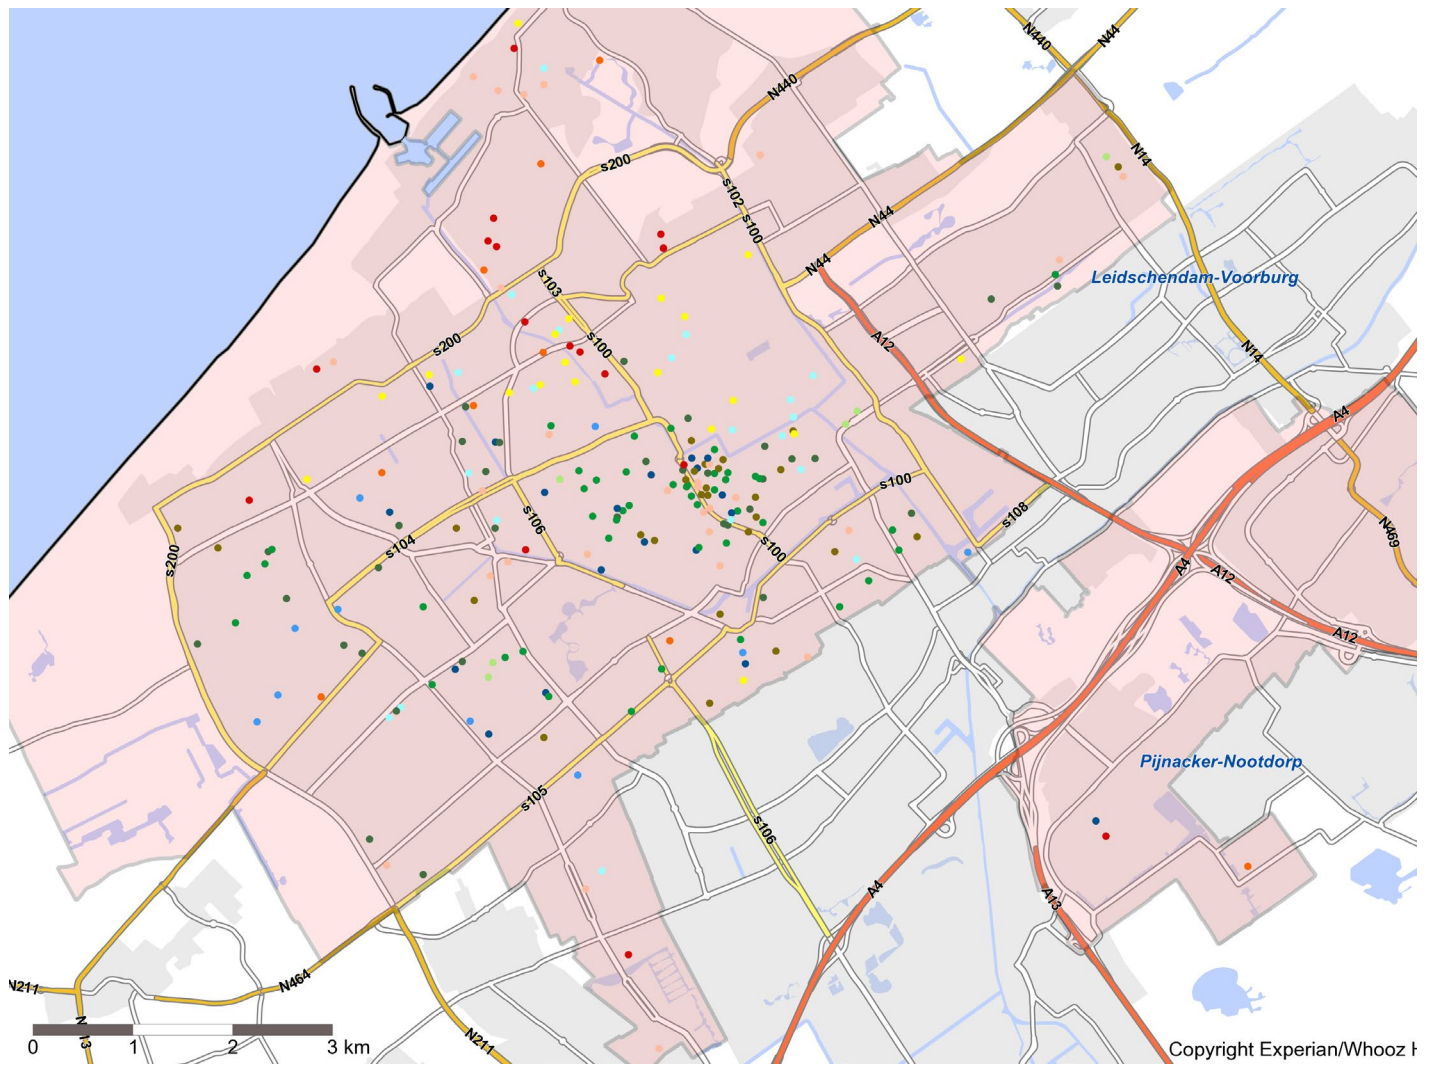 N440
N44
N440
N14
s200
s102
N44
s100
N44
Leidschendam-Voorburg
s103
A12
s100
s200
N14
A4
s100
s106
s108
N469
s104
s100
s200
A4
A12
A12
Pijnacker-Nootdorp
s105
s106
A4
A13
N464
N211
N211
0 1 2 3 km
Copyright Experian/Whooz